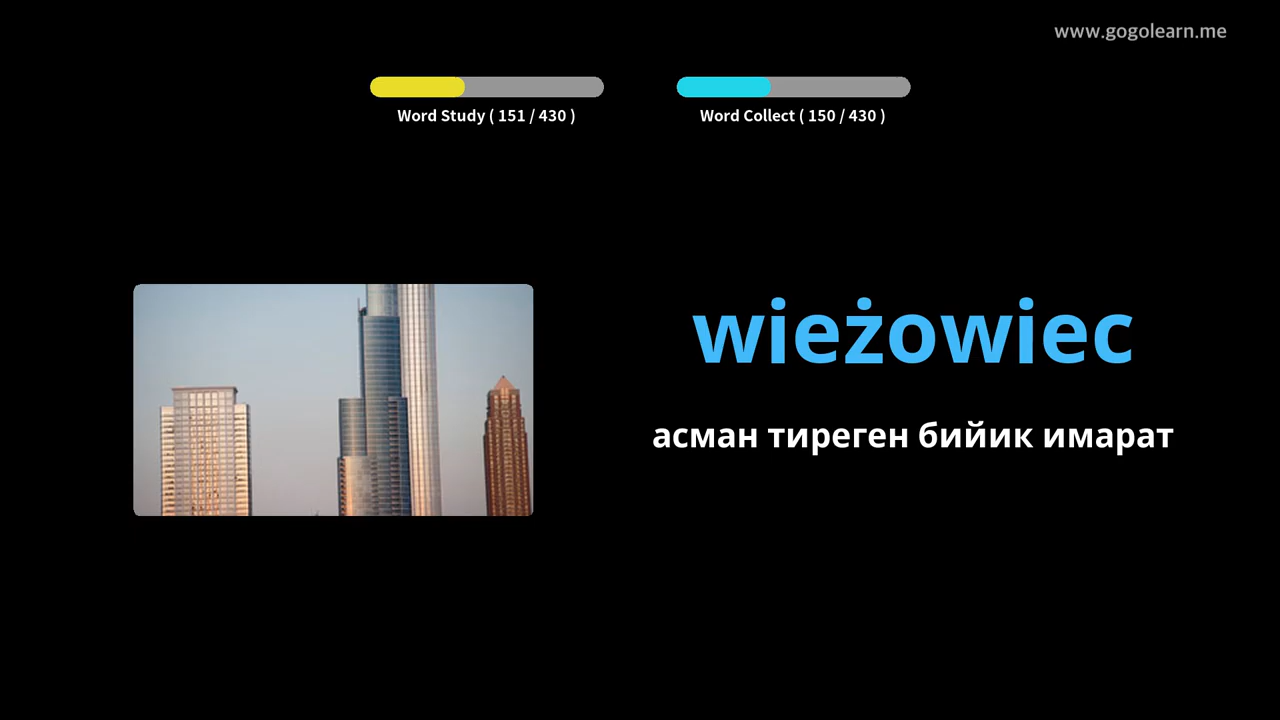 www.gogolearn.me
Word Study ( 151 / 430 )
Word Collect ( 150 / 430 )
wieżowiec
асман тиреген бийик имарат